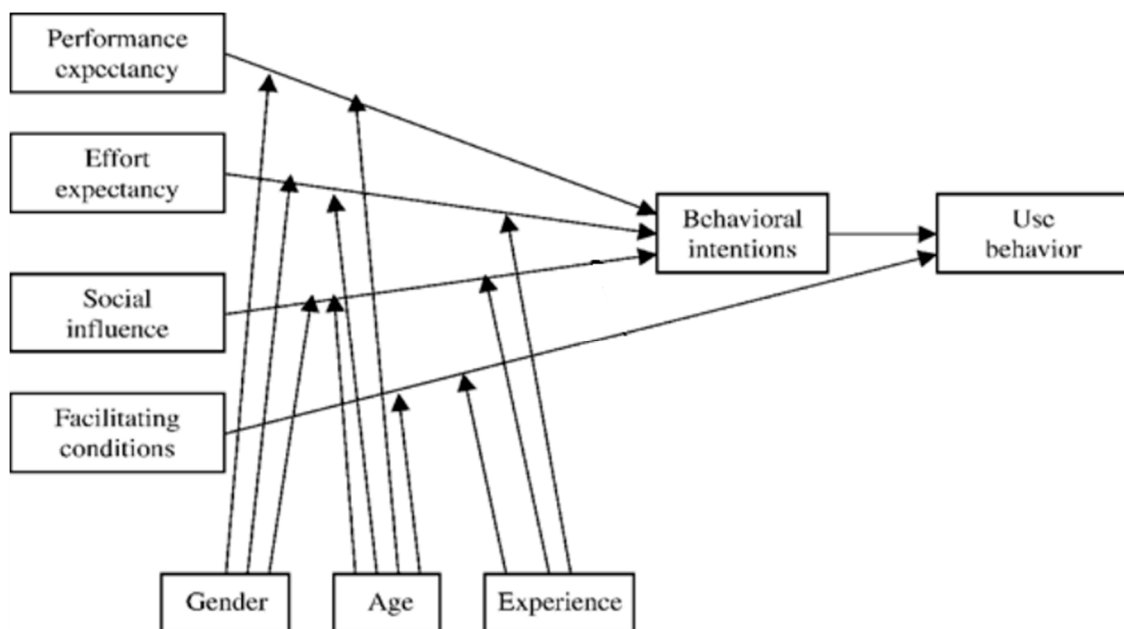 Performance
expectancy
Effort
expectancy
Social
influence
Facilitating
conditions
Behavioral
intentions
Use
behavior
Gender
Age
Experience